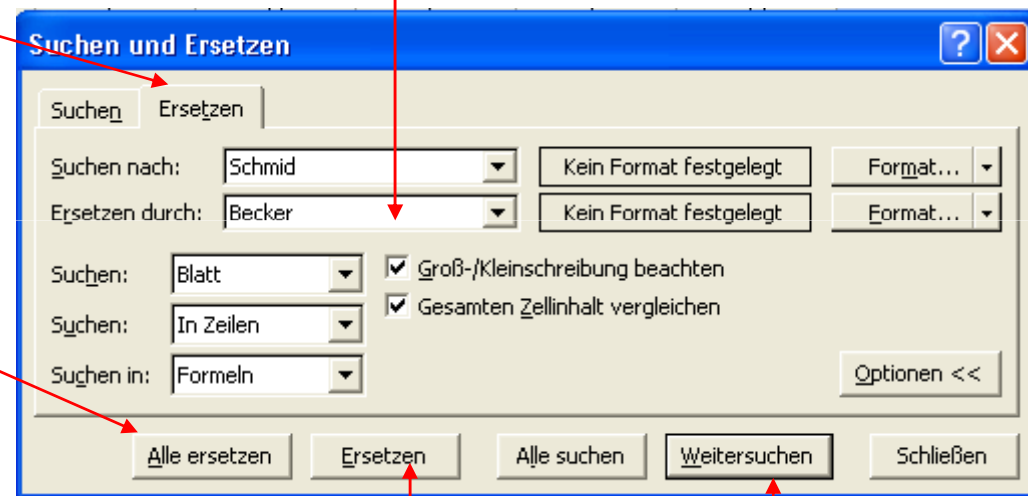 Suchen und Ersetzen
Suchen Ersetzen
Suchen nach: Schmid Kein Format festgelegt Format...
Ersetzen durch: Becker Kein Format festgelegt Format...
Suchen: Blatt Groß-/Kleinschreibung beachten
Gesamten Zellinhalt vergleichen
Suchen: In Zeilen
Suchen in: Formeln Optionen <<
Alle ersetzen Ersetzen Alle suchen Weitersuchen Schließen